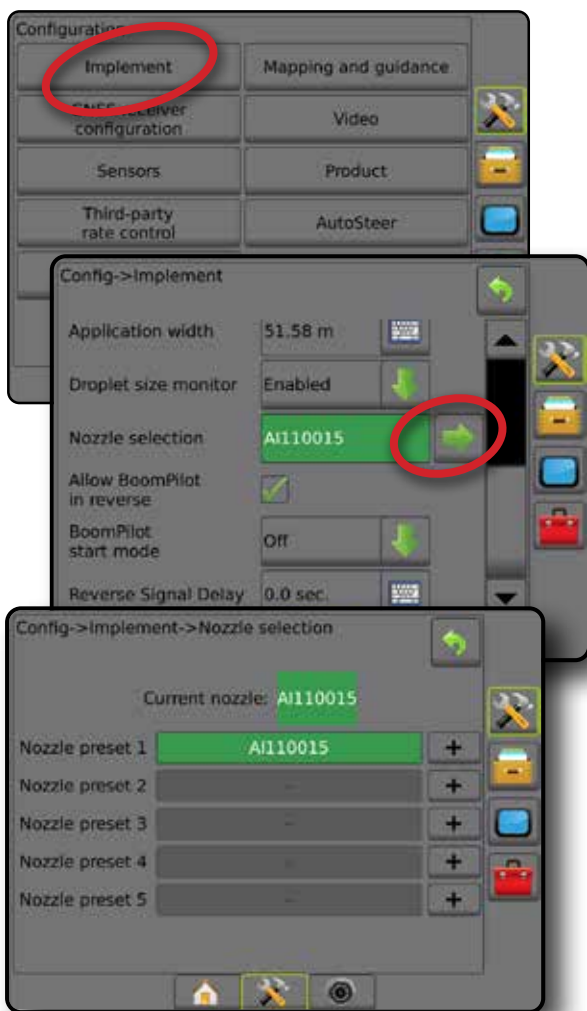 Configuration
Implement
Mapping and guidance
GNSS receiver
configuration
Video
Sensors
Product
Third-party
rate control
AutoSteer
Config->Implement
Application width
51.58 m
Droplet size monitor
Enabled
Nozzle selection
AI110015
Allow BoomPilot
in reverse
BoomPilot
start mode
Off
Reverse Signal Delay
0.0 sec.
Config->Implement->Nozzle selection
Current nozzle: AI110015
Nozzle preset 1 AI110015 +
Nozzle preset 2 -- +
Nozzle preset 3 -- +
Nozzle preset 4 -- +
Nozzle preset 5 -- +